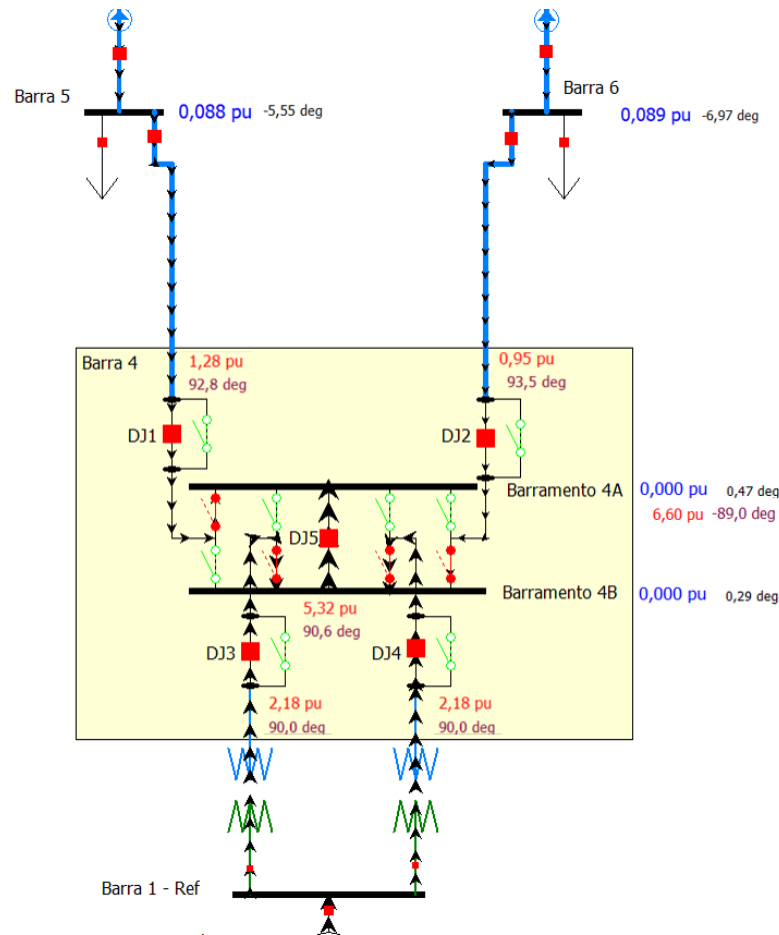 Barra 5
0,088 pu -5,55 deg
Barra 6
0,089 pu -6,97 deg
Barra 4
1,28 pu
92,8 deg
0,95 pu
93,5 deg
DJ1
DJ2
Barramento 4A
0,000 pu 0,47 deg
6,60 pu -89,0 deg
DJ5
Barramento 4B
0,000 pu 0,29 deg
5,32 pu
90,6 deg
DJ3
DJ4
2,18 pu
90,0 deg
2,18 pu
90,0 deg
Barra 1 - Ref